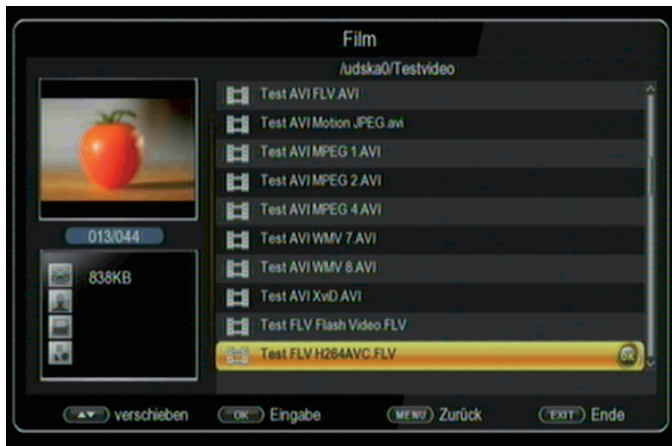 Film
/udska0/Testvideo
Test AVI FLV.AVI
Test AVI Motion JPEG.avi
Test AVI MPEG 1.AVI
Test AVI MPEG 2.AVI
Test AVI MPEG 4.AVI
Test AVI WMV 7.AVI
Test AVI WMV 8.AVI
Test AVI XviD.AVI
Test FLV Flash Video.FLV
Test FLV H264AVC.FLV OK
013/044
838KB
verschieben OK Eingabe MENU Zurück EXIT Ende